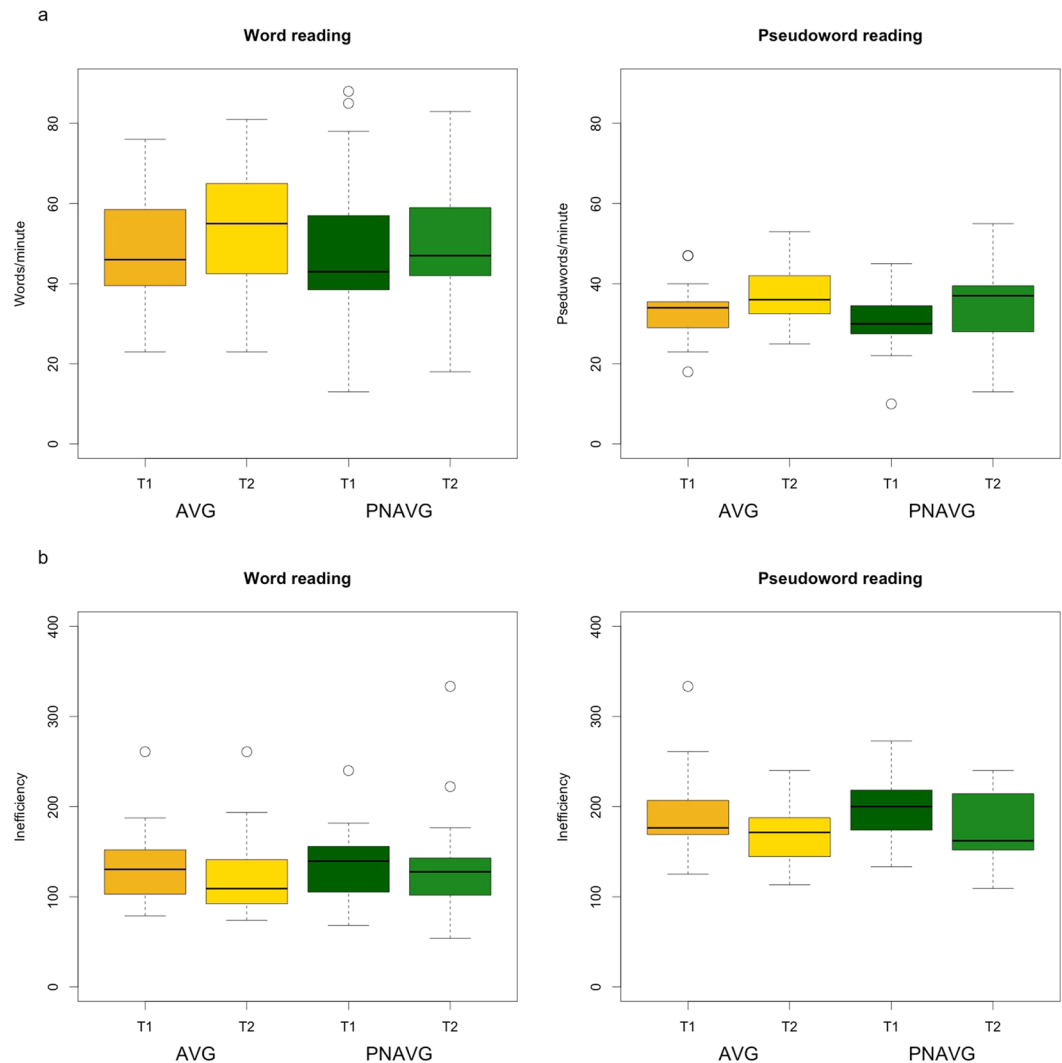 a
Word reading
Pseudoword reading
Words/minute
80
60
40
20
0
T1 T2 T1 T2
AVG PNAVG
Pseduwords/minute
80
60
40
20
0
T1 T2 T1 T2
AVG PNAVG
b
Word reading
Pseudoword reading
Inefficiency
400
300
200
100
0
T1 T2 T1 T2
AVG PNAVG
Inefficiency
400
300
200
100
0
T1 T2 T1 T2
AVG PNAVG